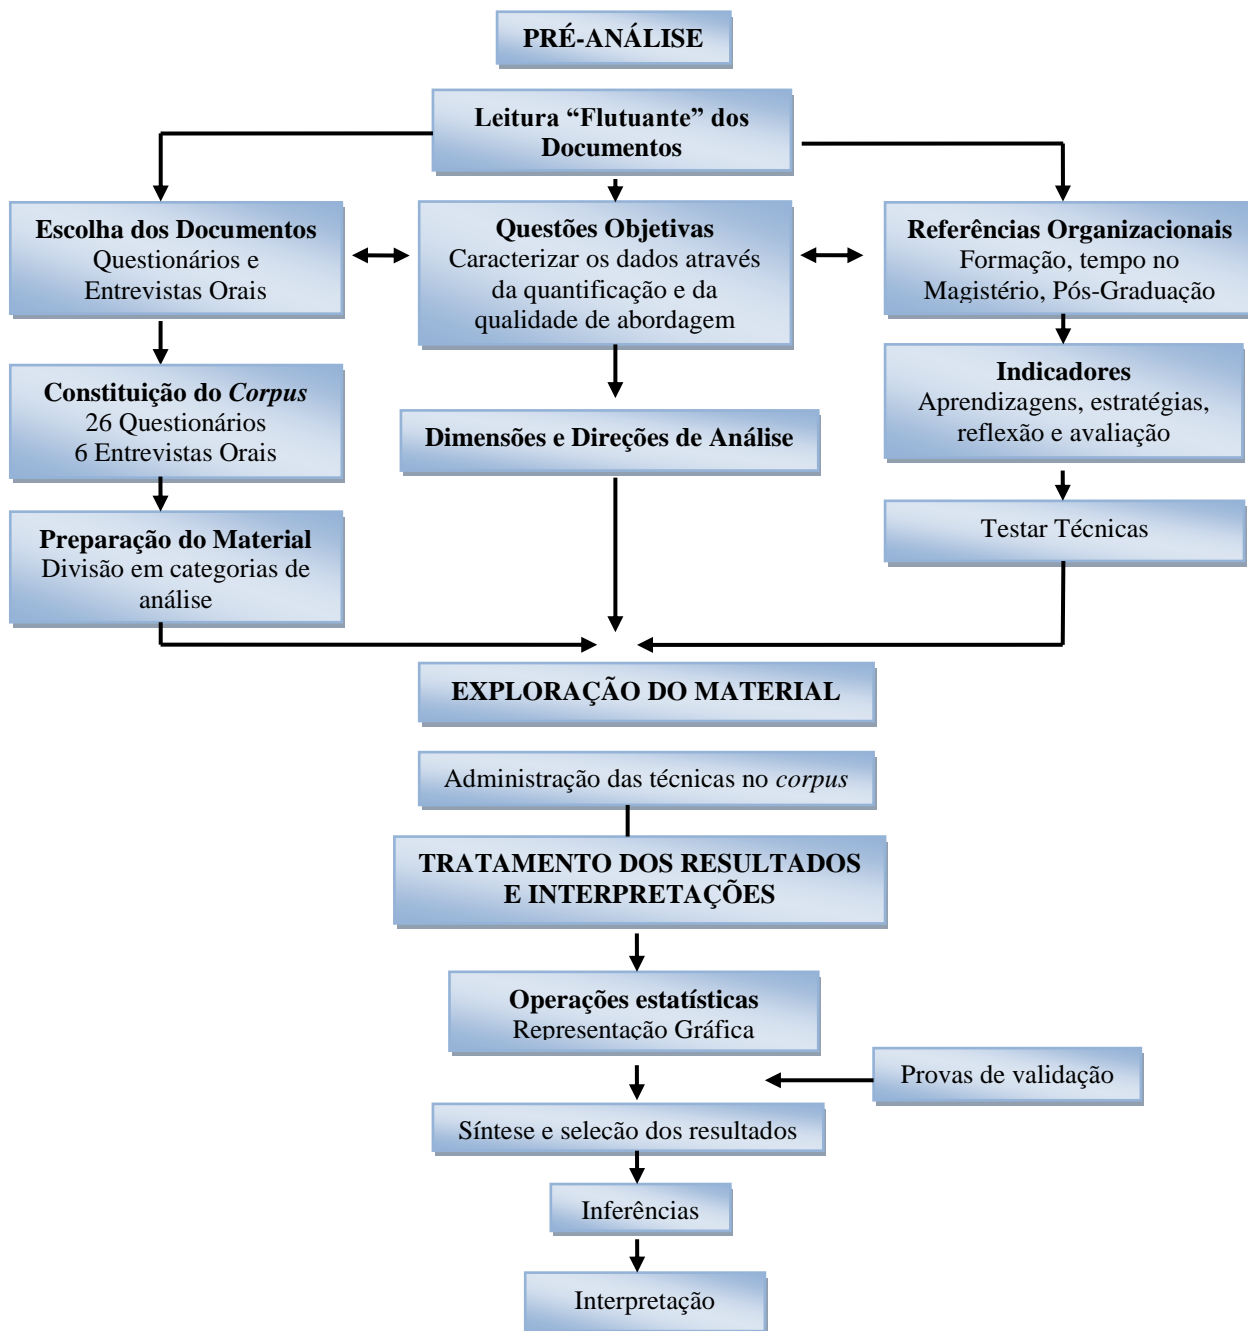 PRÉ-ANÁLISE
Leitura “Flutuante” dos
Documentos
Escolha dos Documentos
Questionários e
Entrevistas Orais
Questões Objetivas
Caracterizar os dados através
da quantificação e da
qualidade de abordagem
Referências Organizacionais
Formação, tempo no
Magistério, Pós-Graduação
Constituição do Corpus
26 Questionários
6 Entrevistas Orais
Dimensões e Direções de Análise
Indicadores
Aprendizagens, estratégias,
reflexão e avaliação
Preparação do Material
Divisão em categorias de
análise
Testar Técnicas
EXPLORAÇÃO DO MATERIAL
Administração das técnicas no corpus
TRATAMENTO DOS RESULTADOS
E INTERPRETAÇÕES
Operações estatísticas
Representação Gráfica
Provas de validação
Síntese e seleção dos resultados
Inferências
Interpretação